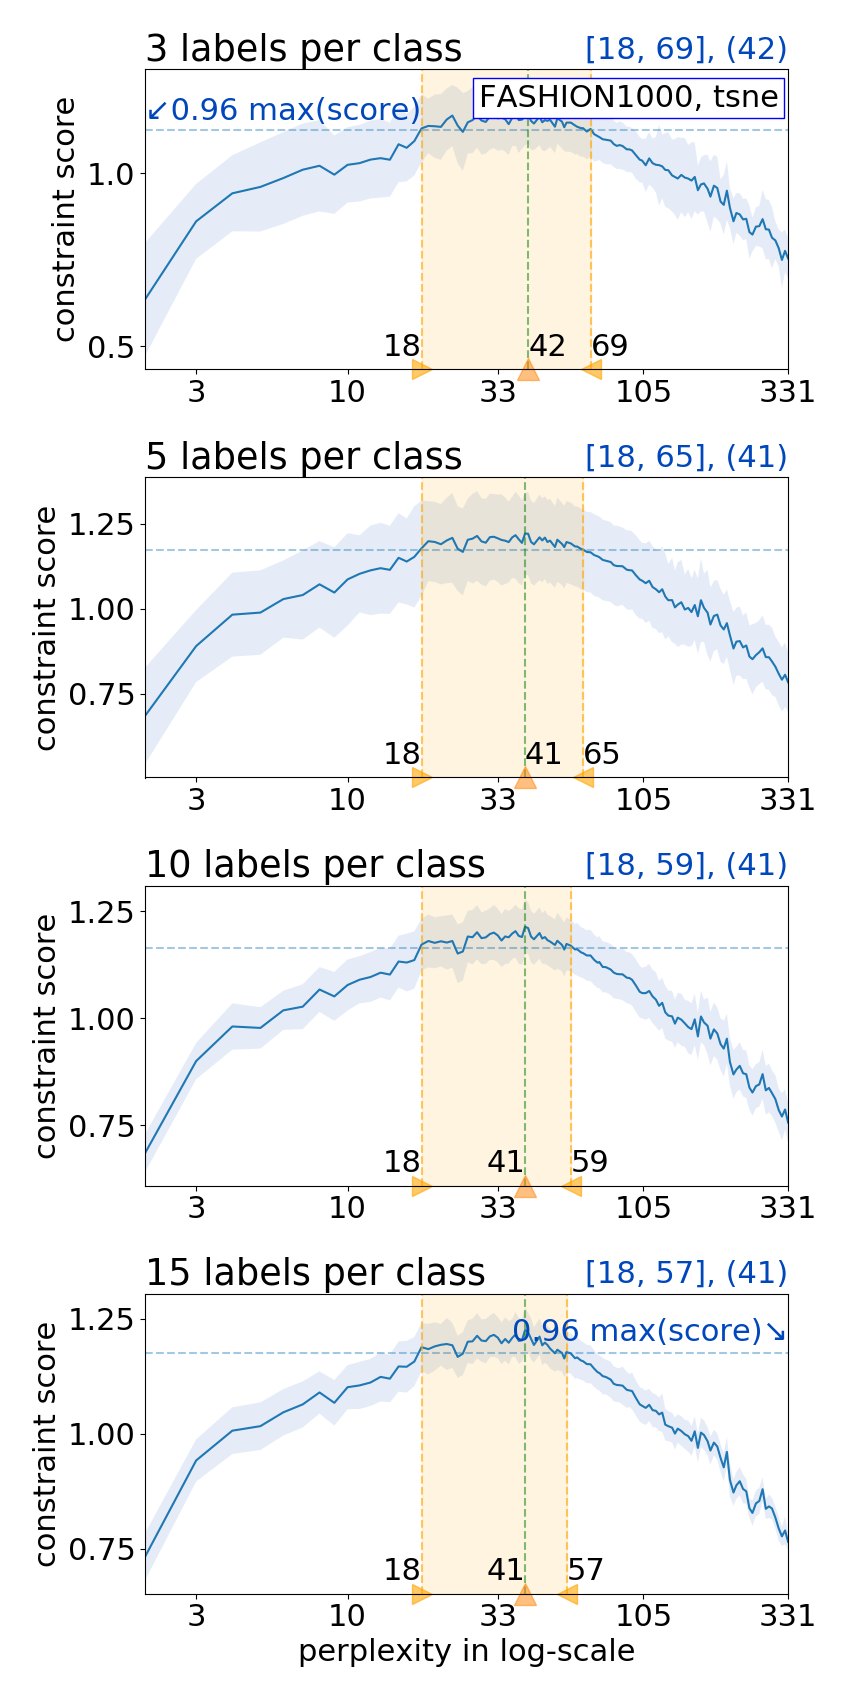 3 labels per class
[18, 69], (42)
↙0.96 max(score)
FASHION1000, tsne
constraint score
1.0
0.5
18
42
69
3
10
33
105
331
5 labels per class
[18, 65], (41)
constraint score
1.25
1.00
0.75
18
41
65
3
10
33
105
331
10 labels per class
[18, 59], (41)
constraint score
1.25
1.00
0.75
18
41
59
3
10
33
105
331
15 labels per class
[18, 57], (41)
0.96 max(score)↘
constraint score
1.25
1.00
0.75
18
41
57
3
10
33
105
331
perplexity in log-scale